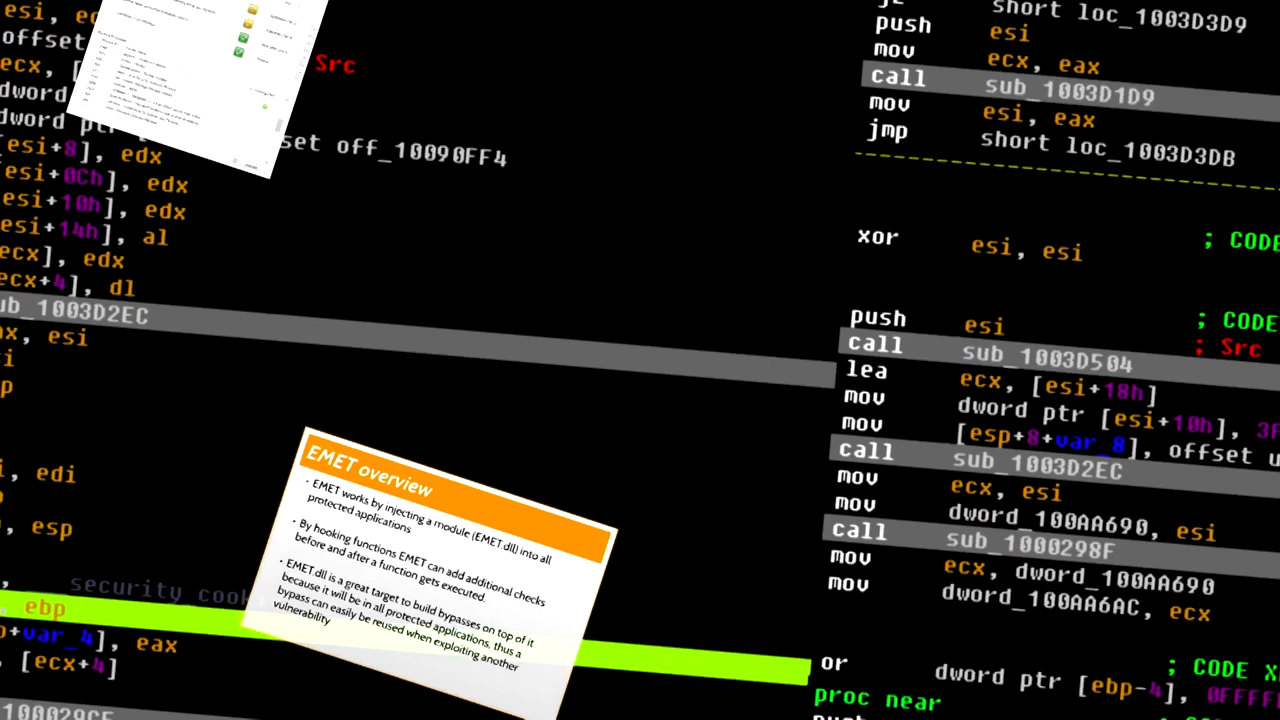 esi,
offset
ecx, [
Src
dword
dword ptr
set off_10090FF4
[esi+8], edx
[esi+0Ch], edx
esi+10h], edx
esi+14h], al
ecx], edx
ecx+4], dl
ub_1003D2EC
ax, esi
si
p
i, edi
, esp
,
__security_cook
, ebp
p+var_4], eax
, [ecx+4]
100029CF
EMET overview
· EMET works by injecting a module (EMET.dll) into all
protected applications
· By hooking functions EMET can add additional checks
before and after a function gets executed
· EMET.dll is a great target to build bypasses on top of it
because it will be in all protected applications, thus a
bypass can easily be reused when exploiting another
vulnerability
jz short loc_1003D3D9
push esi
mov ecx, eax
call sub_1003D1D9
mov esi, eax
jmp short loc_1003D3DB
xor esi, esi
; CODE
push esi
; CODE
call sub_1003D504
; Src
lea ecx, [esi+18h]
mov dword ptr [esi+10h], 3F
mov [esp+8+var_8], offset u
call sub_1003D2EC
mov ecx, esi
mov dword_100AA690, esi
call sub_1000298F
mov ecx, dword_100AA690
mov dword_100AA6AC, ecx
; CODE X
or dword ptr [ebp-4], 0FFFFF
proc near
push